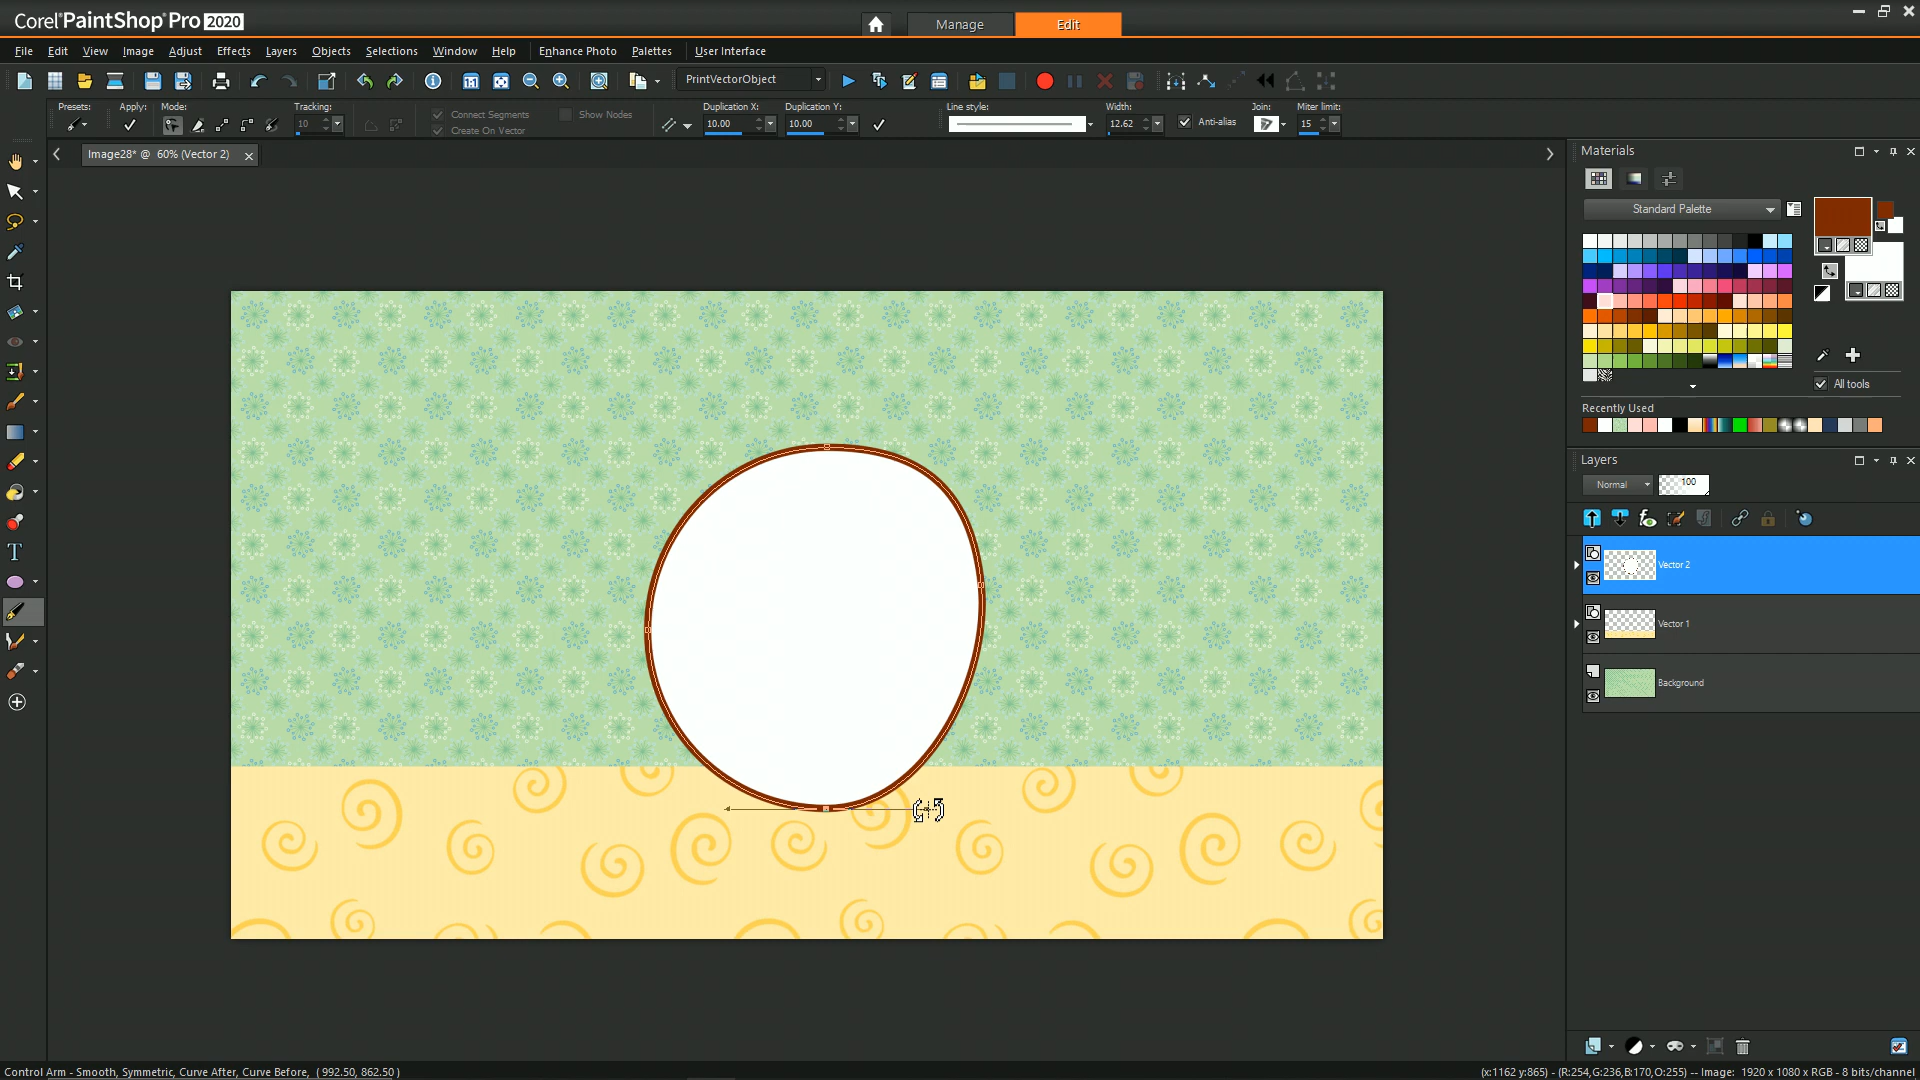 Corel PaintShop Pro 2020
Manage
Edit
File Edit View Image Adjust Effects Layers Objects Selections Window Help Enhance Photo Palettes User Interface
1:1
PrintVectorObject
Presets: Apply: Mode: Tracking: Duplication X: Duplication Y: Line style: Width: Join: Miter limit:
10 Connect Segments Show Nodes 10.00 10.00 12.62 Anti-alias 15
Create On Vector
Image28* @ 60% (Vector 2)
Materials
Standard Palette
All tools
Recently Used
Layers
Normal 100
Vector 2
Vector 1
Background
T
Control Arm - Smooth, Symmetric, Curve After, Curve Before, ( 992.50, 862.50 )
(x:1162 y:865) - (R:254,G:236,B:170,O:255) -- Image: 1920 x 1080 x RGB - 8 bits/channel